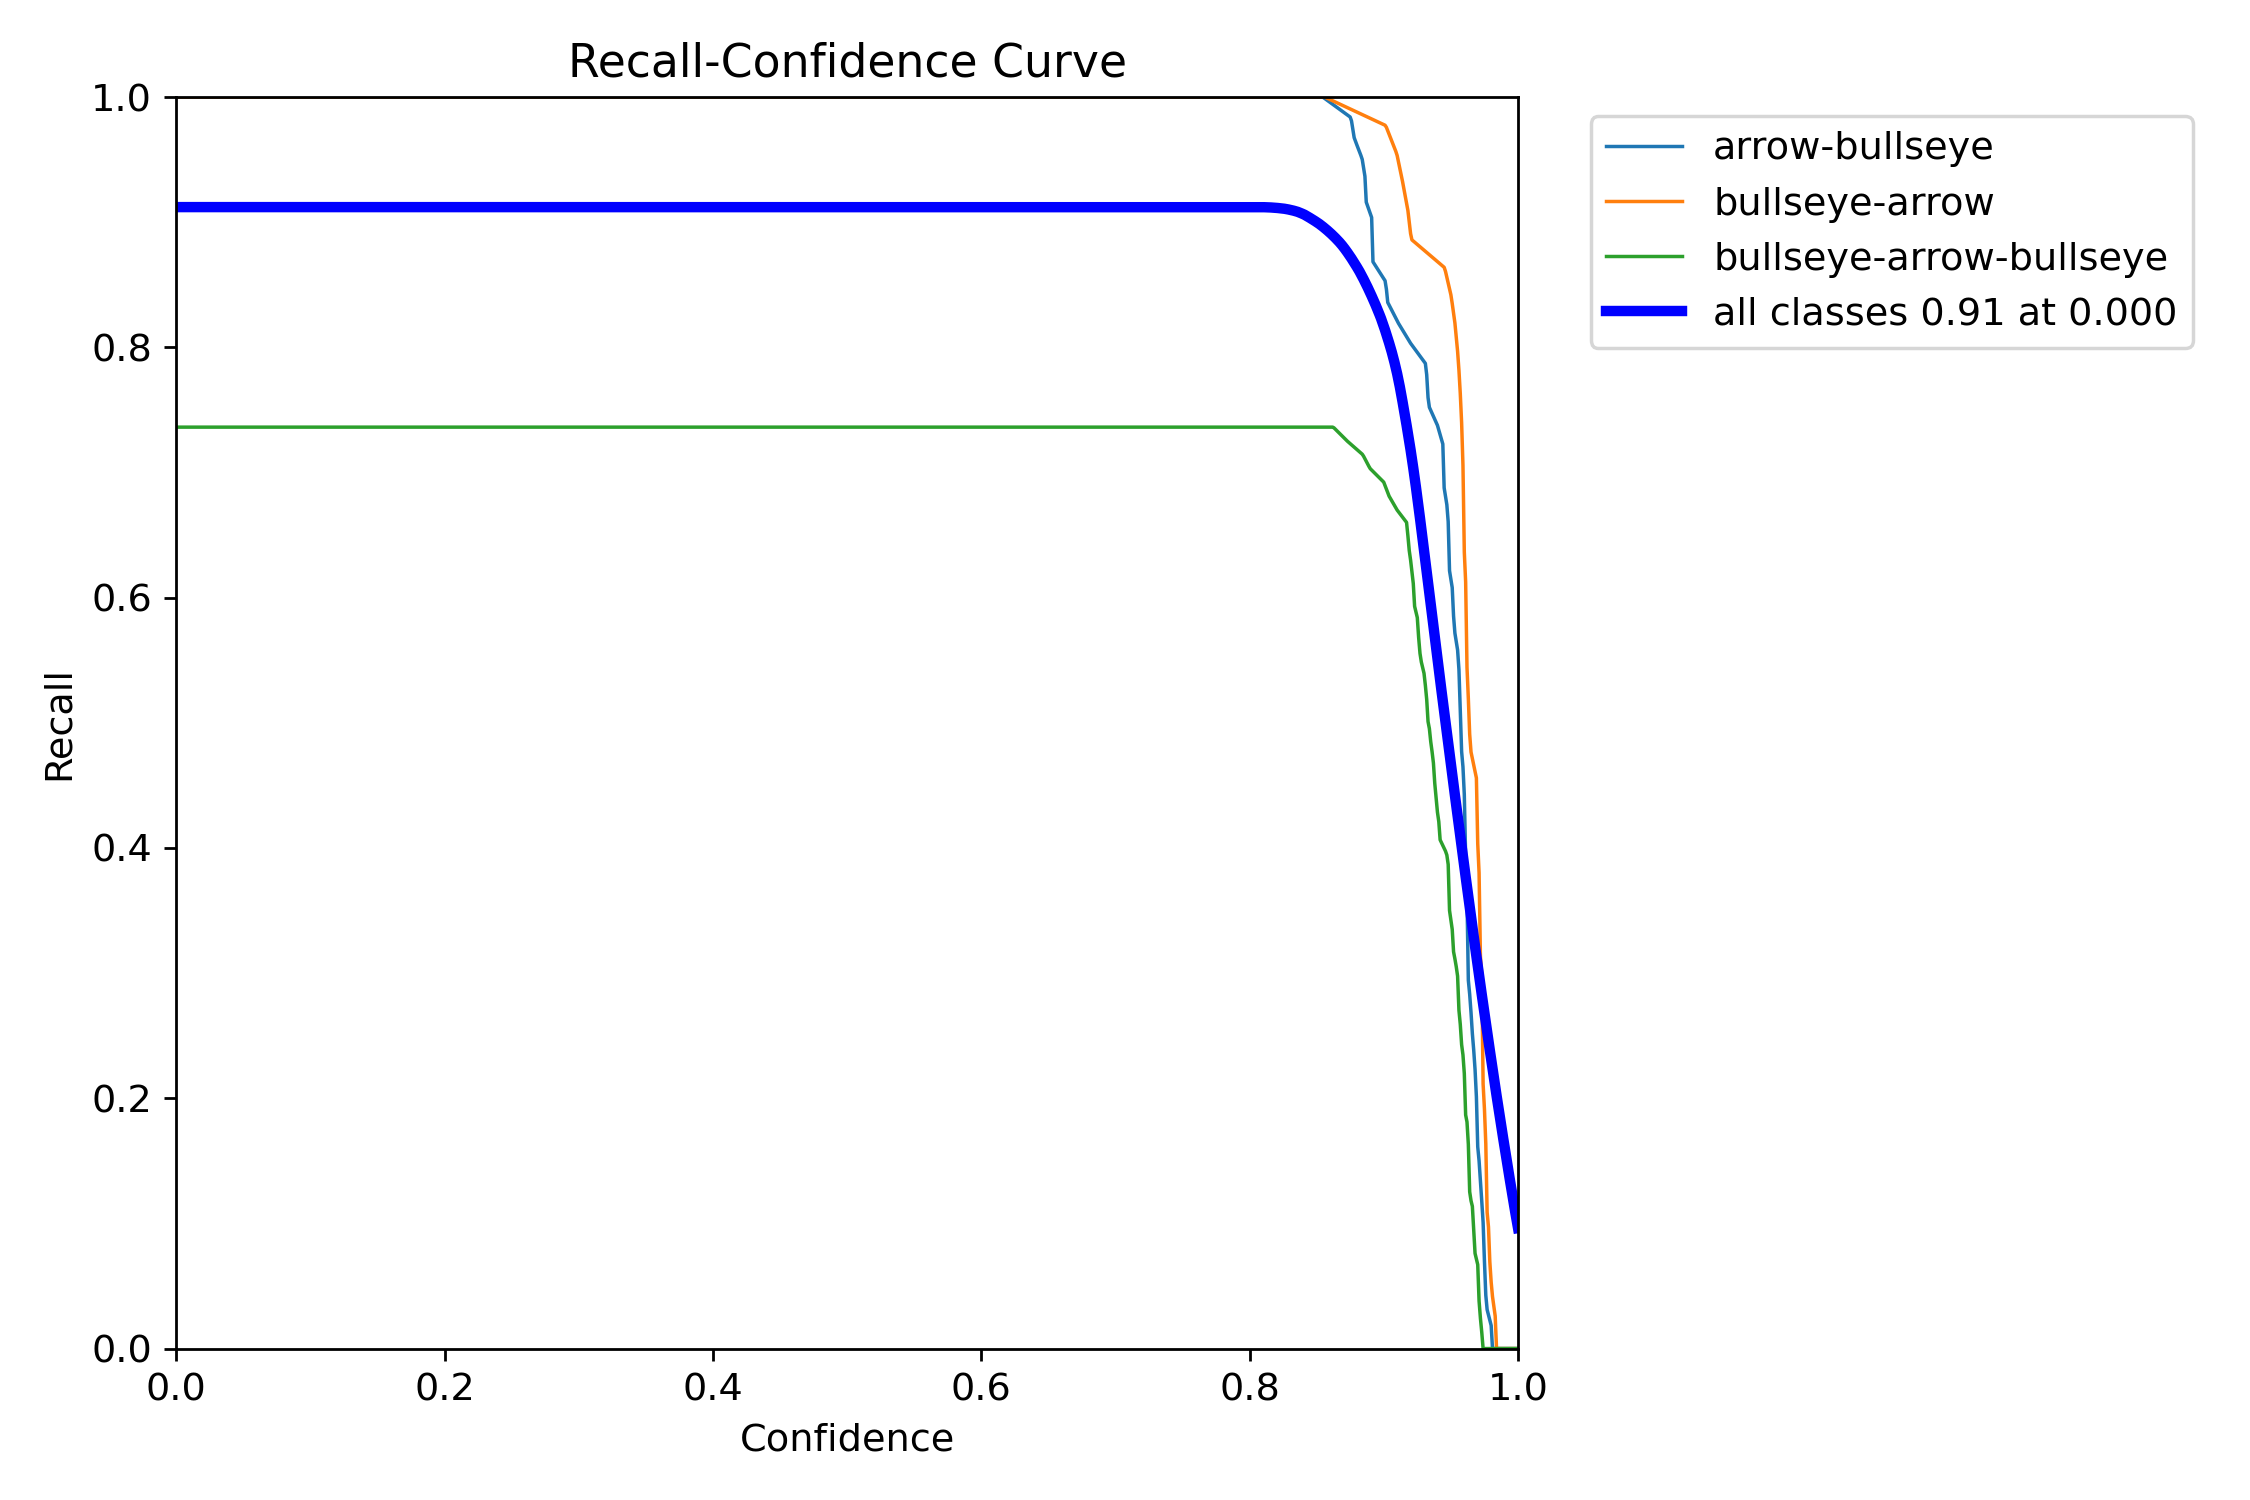 Recall-Confidence Curve
1.0
0.8
0.6
0.4
0.2
0.0
Recall
0.0 0.2 0.4 0.6 0.8 1.0
Confidence
arrow-bullseye
bullseye-arrow
bullseye-arrow-bullseye
all classes 0.91 at 0.000